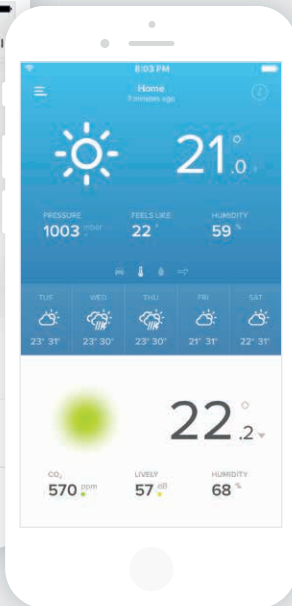 8:03 PM
Home
7 minutes ago
21.0°
PRESSURE FEELS LIKE HUMIDITY
1003 mbar 22° 59 %
TUE WED THU FRI SAT
23° 31° 23° 30° 23° 30° 21° 31° 22° 31°
22.2°
CO₂ LIVELY HUMIDITY
570 ppm 57 dB 68 %